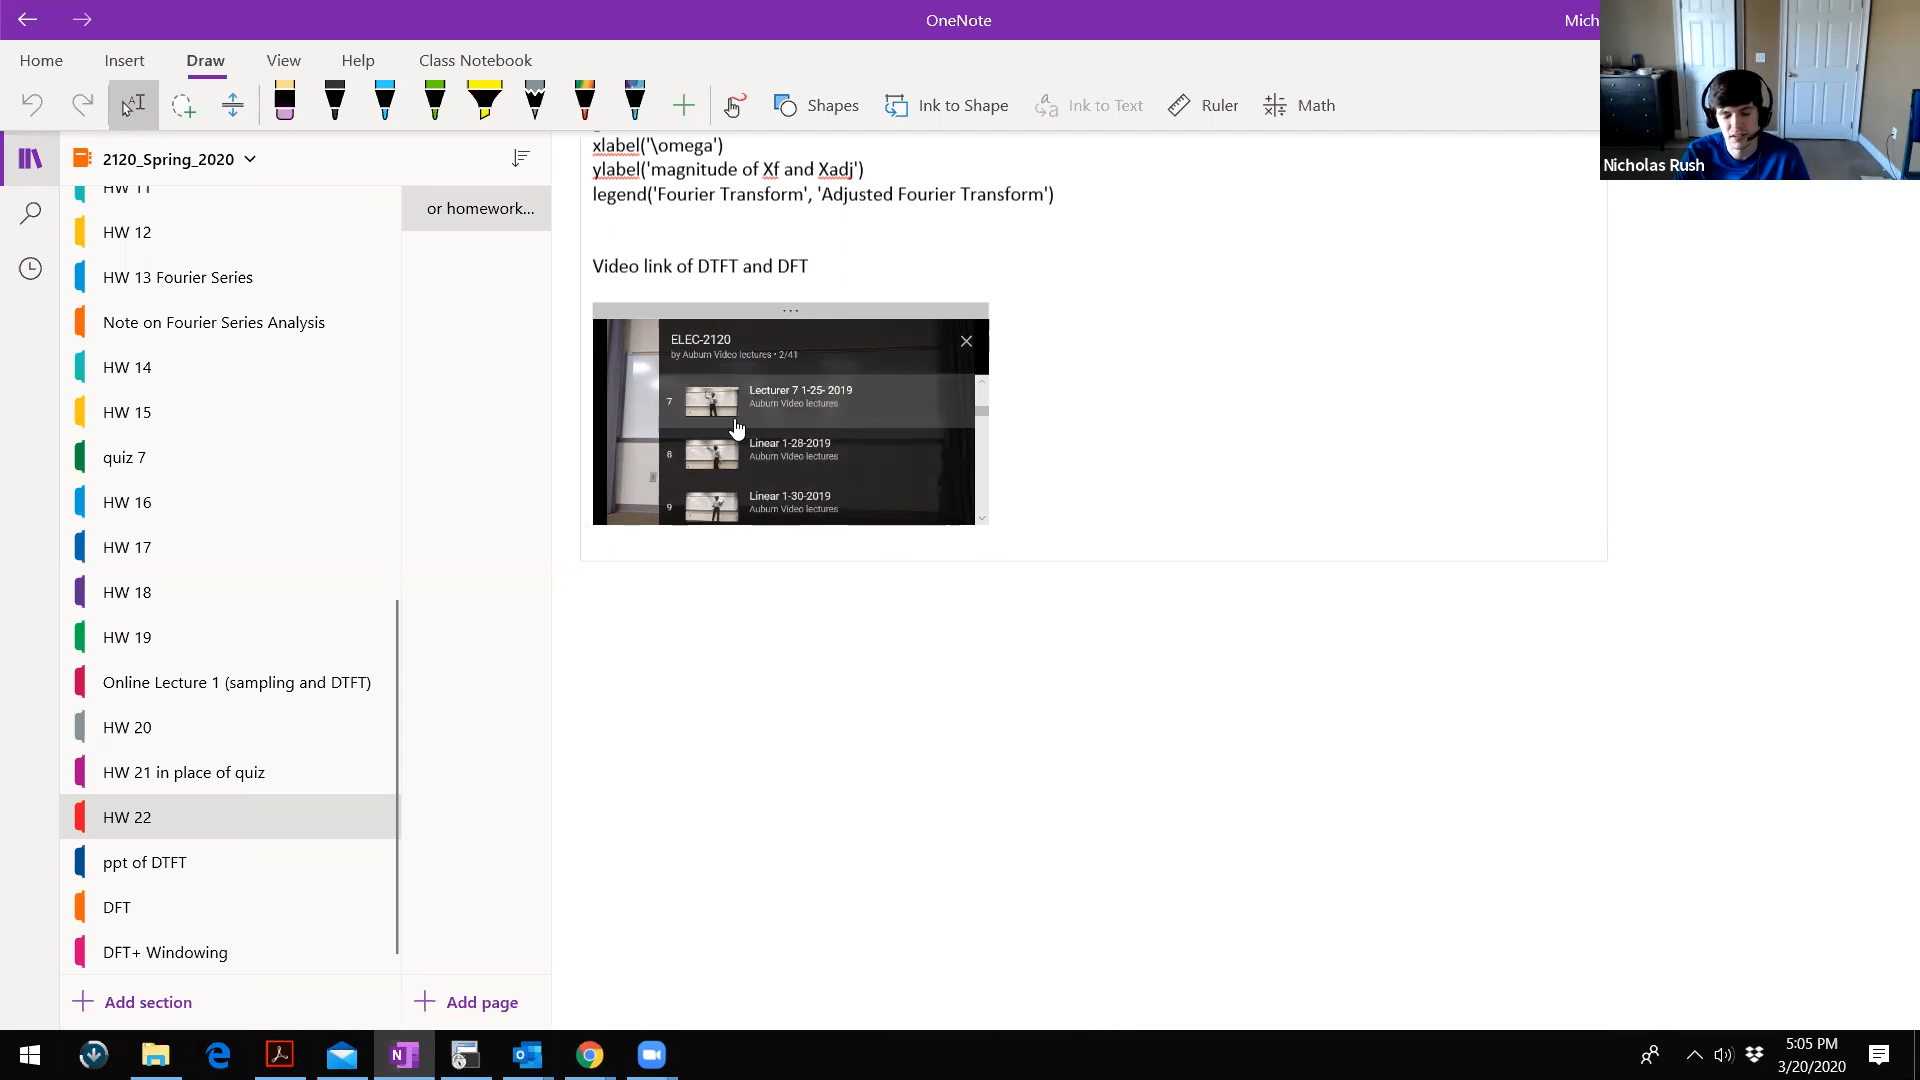 OneNote
Mich
Home
Insert
Draw
View
Help
Class Notebook
Shapes
Ink to Shape
Ink to Text
Ruler
Math
Nicholas Rush
2120_Spring_2020
HW 11
HW 12
HW 13 Fourier Series
Note on Fourier Series Analysis
HW 14
HW 15
quiz 7
HW 16
HW 17
HW 18
HW 19
Online Lecture 1 (sampling and DTFT)
HW 20
HW 21 in place of quiz
HW 22
ppt of DTFT
DFT
DFT+ Windowing
Add section
or homework...
Add page
xlabel('\omega')
ylabel('magnitude of Xf and Xadj')
legend('Fourier Transform', 'Adjusted Fourier Transform')
Video link of DTFT and DFT
ELEC-2120
by Auburn Video lectures • 2/41
7
Lecturer 7 1-25- 2019
Auburn Video lectures
8
Linear 1-28-2019
Auburn Video lectures
9
Linear 1-30-2019
Auburn Video lectures
5:05 PM
3/20/2020